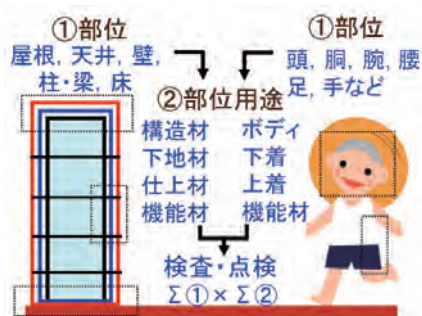 ①部位
屋根, 天井, 壁,
柱・梁, 床
①部位
頭, 胴, 腕, 腰
足, 手など
②部位用途
構造材 ボディ
下地材 下着
仕上材 上着
機能材 機能材
検査・点検
Σ①×Σ②